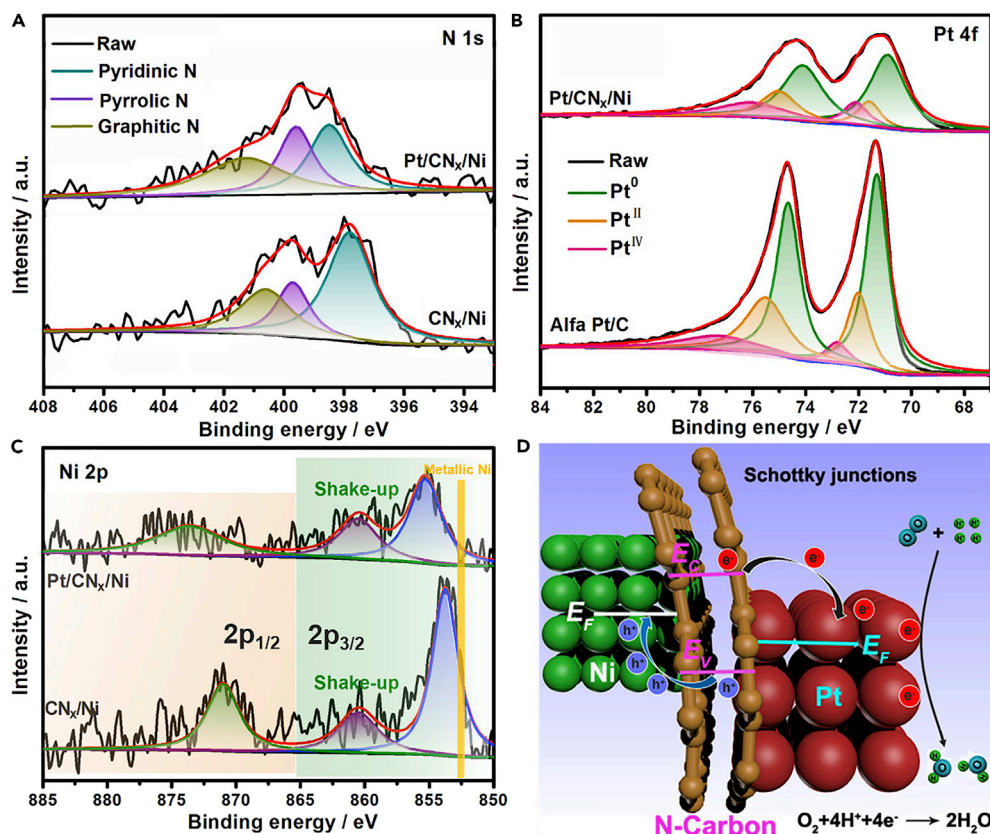 A
N 1s
Raw
Pyridinic N
Pyrrolic N
Graphitic N
Pt/CNx/Ni
CNx/Ni
Intensity / a.u.
408 406 404 402 400 398 396 394
Binding energy / eV
B
Pt 4f
Pt/CNx/Ni
Raw
Pt0
PtII
PtIV
Alfa Pt/C
Intensity / a.u.
84 82 80 78 76 74 72 70 68
Binding energy / eV
C
Ni 2p
Metallic Ni
Shake-up
Pt/CNx/Ni
2p1/2
2p3/2
Shake-up
CNx/Ni
Intensity / a.u.
885 880 875 870 865 860 855 850
Binding energy / eV
D
Schottky junctions
EC
e-
e-
e-
e-
e-
EF
h+
h+
h+
h+
EV
EF
Ni
Pt
O
O
+
H
H
H
H
H
O
H
H
O
H
N-Carbon
O2+4H++4e- → 2H2O